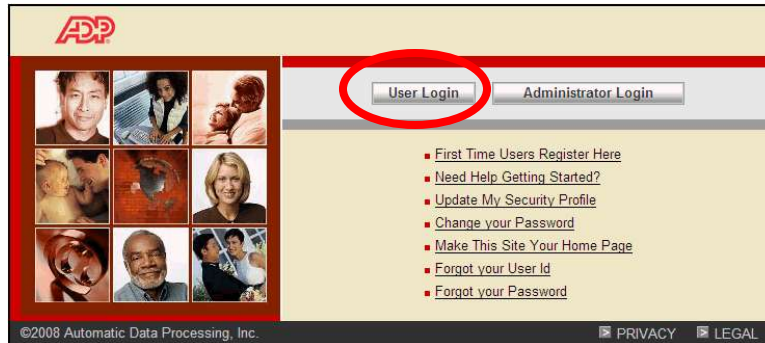 ADP
User Login Administrator Login
First Time Users Register Here
Need Help Getting Started?
Update My Security Profile
Change your Password
Make This Site Your Home Page
Forgot your User Id
Forgot your Password
©2008 Automatic Data Processing, Inc. PRIVACY LEGAL